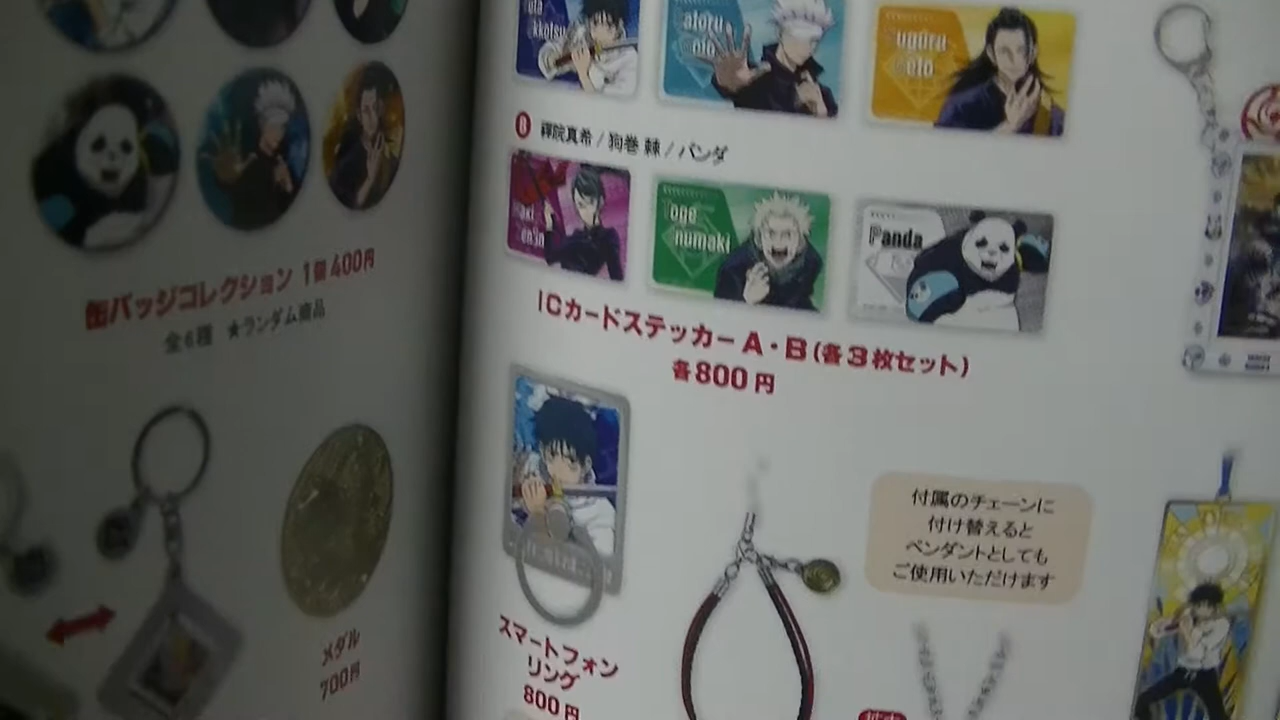 缶バッジコレクション 1個400円
全6種 ★ランダム商品
メダル
700円
Suguru
Geto
B 禪院真希 / 狗巻 棘 / パンダ
Toge
Inumaki
Panda
ICカードステッカー A・B(各3枚セット)
各800円
スマートフォン
リング
800円
付属のチェーンに
付け替えると
ペンダントとしても
ご使用いただけます